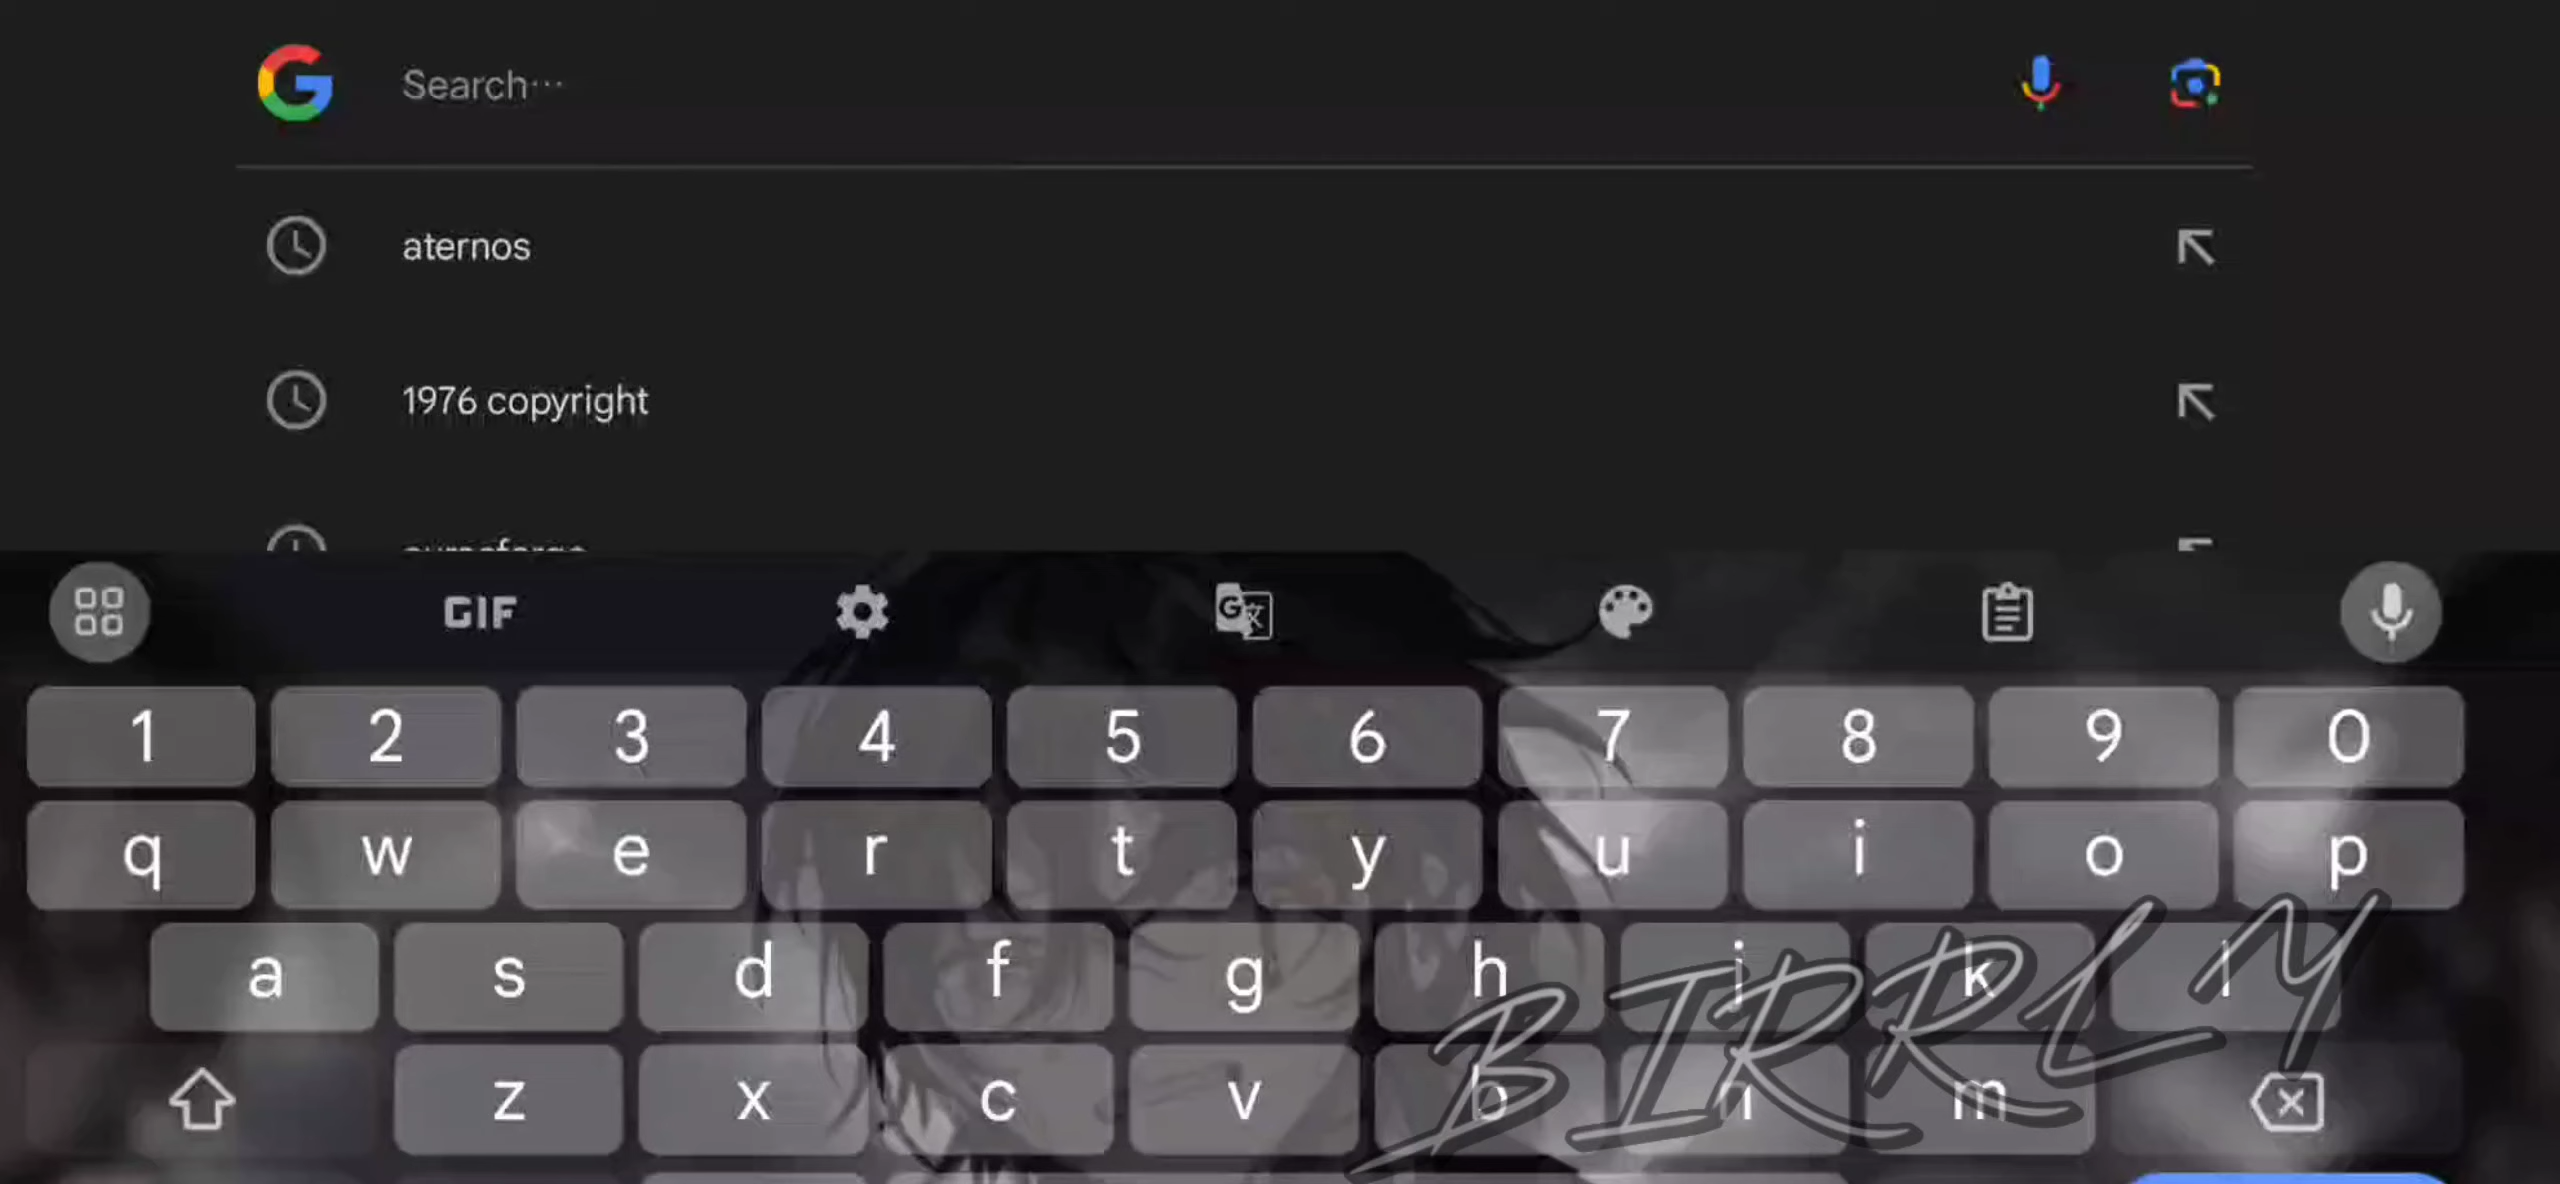 Search...
aternos
1976 copyright
GIF
1 2 3 4 5 6 7 8 9 0
q w e r t y u i o p
a s d f g h j k l
z x c v b n m
BIRRLY